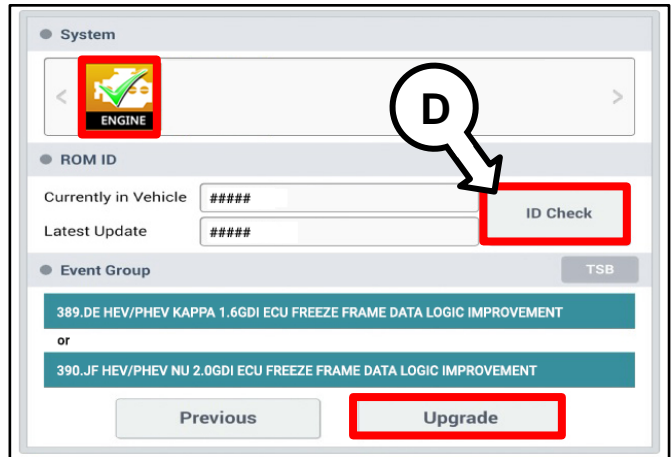 System
<
ENGINE
D
>
ROM ID
Currently in Vehicle #####
ID Check
Latest Update #####
Event Group
TSB
389.DE HEV/PHEV KAPPA 1.6GDI ECU FREEZE FRAME DATA LOGIC IMPROVEMENT
or
390.JF HEV/PHEV NU 2.0GDI ECU FREEZE FRAME DATA LOGIC IMPROVEMENT
Previous
Upgrade